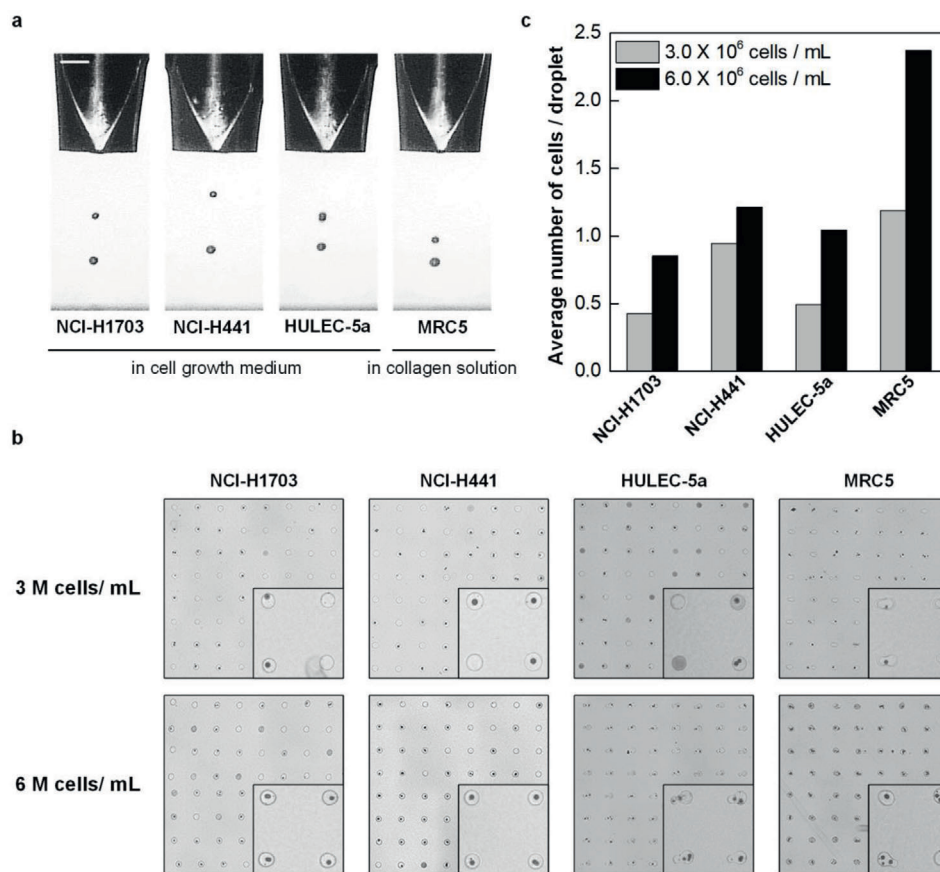 a
NCI-H1703 NCI-H441 HULEC-5a MRC5
in cell growth medium in collagen solution
c
Average number of cells / droplet
2.5
2.0
1.5
1.0
0.5
0.0
3.0 X 10⁶ cells / mL
6.0 X 10⁶ cells / mL
NCI-H1703 NCI-H441 HULEC-5a MRC5
b
NCI-H1703 NCI-H441 HULEC-5a MRC5
3 M cells/ mL
6 M cells/ mL